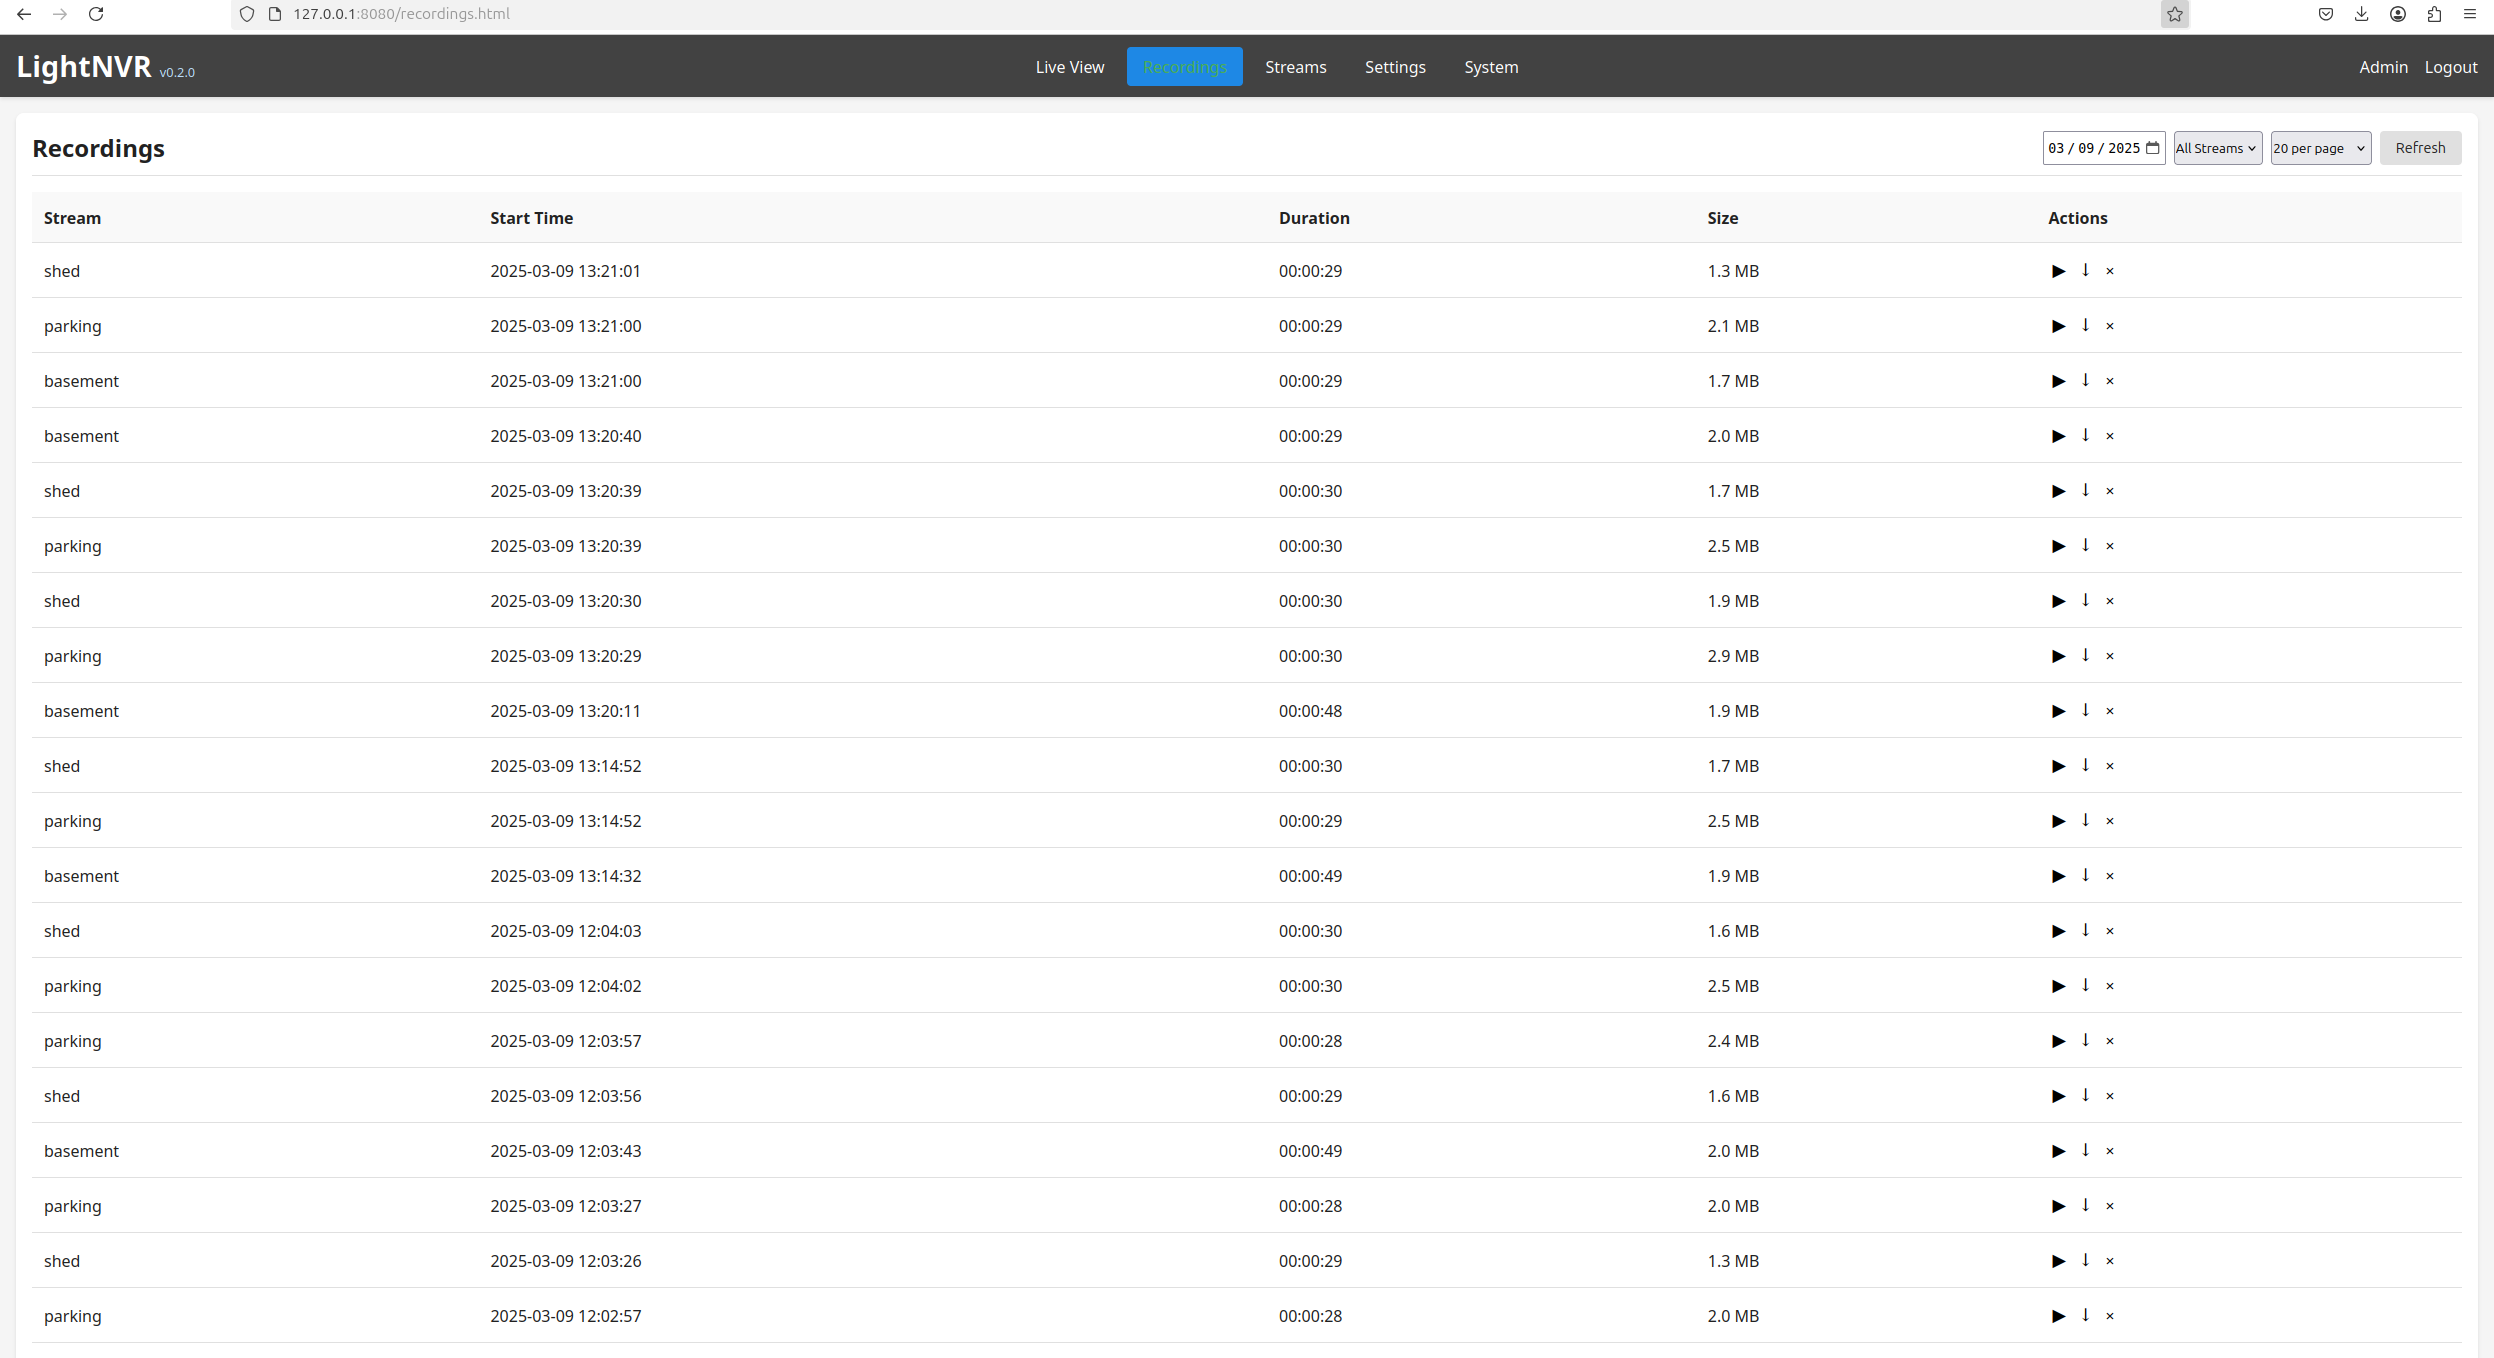 127.0.0.1:8080/recordings.html
LightNVR v0.2.0 Live View Recordings Streams Settings System Admin Logout
Recordings 03 / 09 / 2025 All Streams 20 per page Refresh
Stream Start Time Duration Size Actions
shed 2025-03-09 13:21:01 00:00:29 1.3 MB ▶ ↓ ×
parking 2025-03-09 13:21:00 00:00:29 2.1 MB ▶ ↓ ×
basement 2025-03-09 13:21:00 00:00:29 1.7 MB ▶ ↓ ×
basement 2025-03-09 13:20:40 00:00:29 2.0 MB ▶ ↓ ×
shed 2025-03-09 13:20:39 00:00:30 1.7 MB ▶ ↓ ×
parking 2025-03-09 13:20:39 00:00:30 2.5 MB ▶ ↓ ×
shed 2025-03-09 13:20:30 00:00:30 1.9 MB ▶ ↓ ×
parking 2025-03-09 13:20:29 00:00:30 2.9 MB ▶ ↓ ×
basement 2025-03-09 13:20:11 00:00:48 1.9 MB ▶ ↓ ×
shed 2025-03-09 13:14:52 00:00:30 1.7 MB ▶ ↓ ×
parking 2025-03-09 13:14:52 00:00:29 2.5 MB ▶ ↓ ×
basement 2025-03-09 13:14:32 00:00:49 1.9 MB ▶ ↓ ×
shed 2025-03-09 12:04:03 00:00:30 1.6 MB ▶ ↓ ×
parking 2025-03-09 12:04:02 00:00:30 2.5 MB ▶ ↓ ×
parking 2025-03-09 12:03:57 00:00:28 2.4 MB ▶ ↓ ×
shed 2025-03-09 12:03:56 00:00:29 1.6 MB ▶ ↓ ×
basement 2025-03-09 12:03:43 00:00:49 2.0 MB ▶ ↓ ×
parking 2025-03-09 12:03:27 00:00:28 2.0 MB ▶ ↓ ×
shed 2025-03-09 12:03:26 00:00:29 1.3 MB ▶ ↓ ×
parking 2025-03-09 12:02:57 00:00:28 2.0 MB ▶ ↓ ×